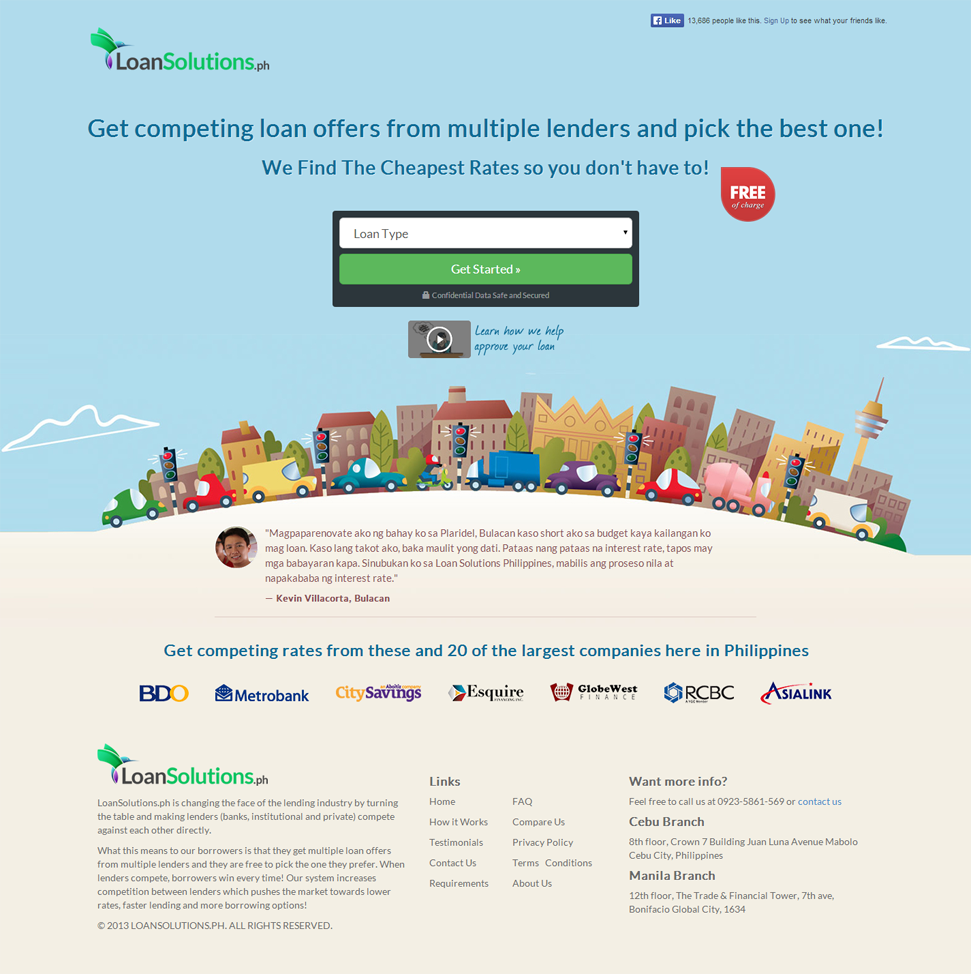 Like 13,686 people like this. Sign Up to see what your friends like.
LoanSolutions.ph
Get competing loan offers from multiple lenders and pick the best one!
We Find The Cheapest Rates so you don't have to!
FREE
of charge
Loan Type
Get Started »
Confidential Data Safe and Secured
Learn how we help
approve your loan
"Magpaparenovate ako ng bahay ko sa Plaridel, Bulacan kaso short ako sa budget kaya kailangan ko
mag loan. Kaso lang takot ako, baka maulit yong dati. Pataas nang pataas na interest rate, tapos may
mga babayaran kapa. Sinubukan ko sa Loan Solutions Philippines, mabilis ang proseso nila at
napakababa ng interest rate."
— Kevin Villacorta, Bulacan
Get competing rates from these and 20 of the largest companies here in Philippines
BDO
Metrobank
CitySavings
Esquire
GlobeWest
FINANCE
RCBC
ASIALINK
LoanSolutions.ph
LoanSolutions.ph is changing the face of the lending industry by turning
the table and making lenders (banks, institutional and private) compete
against each other directly.
What this means to our borrowers is that they get multiple loan offers
from multiple lenders and they are free to pick the one they prefer. When
lenders compete, borrowers win every time! Our system increases
competition between lenders which pushes the market towards lower
rates, faster lending and more borrowing options!
© 2013 LOANSOLUTIONS.PH. ALL RIGHTS RESERVED.
Links
Home
How it Works
Testimonials
Contact Us
Requirements
FAQ
Compare Us
Privacy Policy
Terms Conditions
About Us
Want more info?
Feel free to call us at 0923-5861-569 or contact us
Cebu Branch
8th floor, Crown 7 Building Juan Luna Avenue Mabolo
Cebu City, Philippines
Manila Branch
12th floor, The Trade & Financial Tower, 7th ave,
Bonifacio Global City, 1634